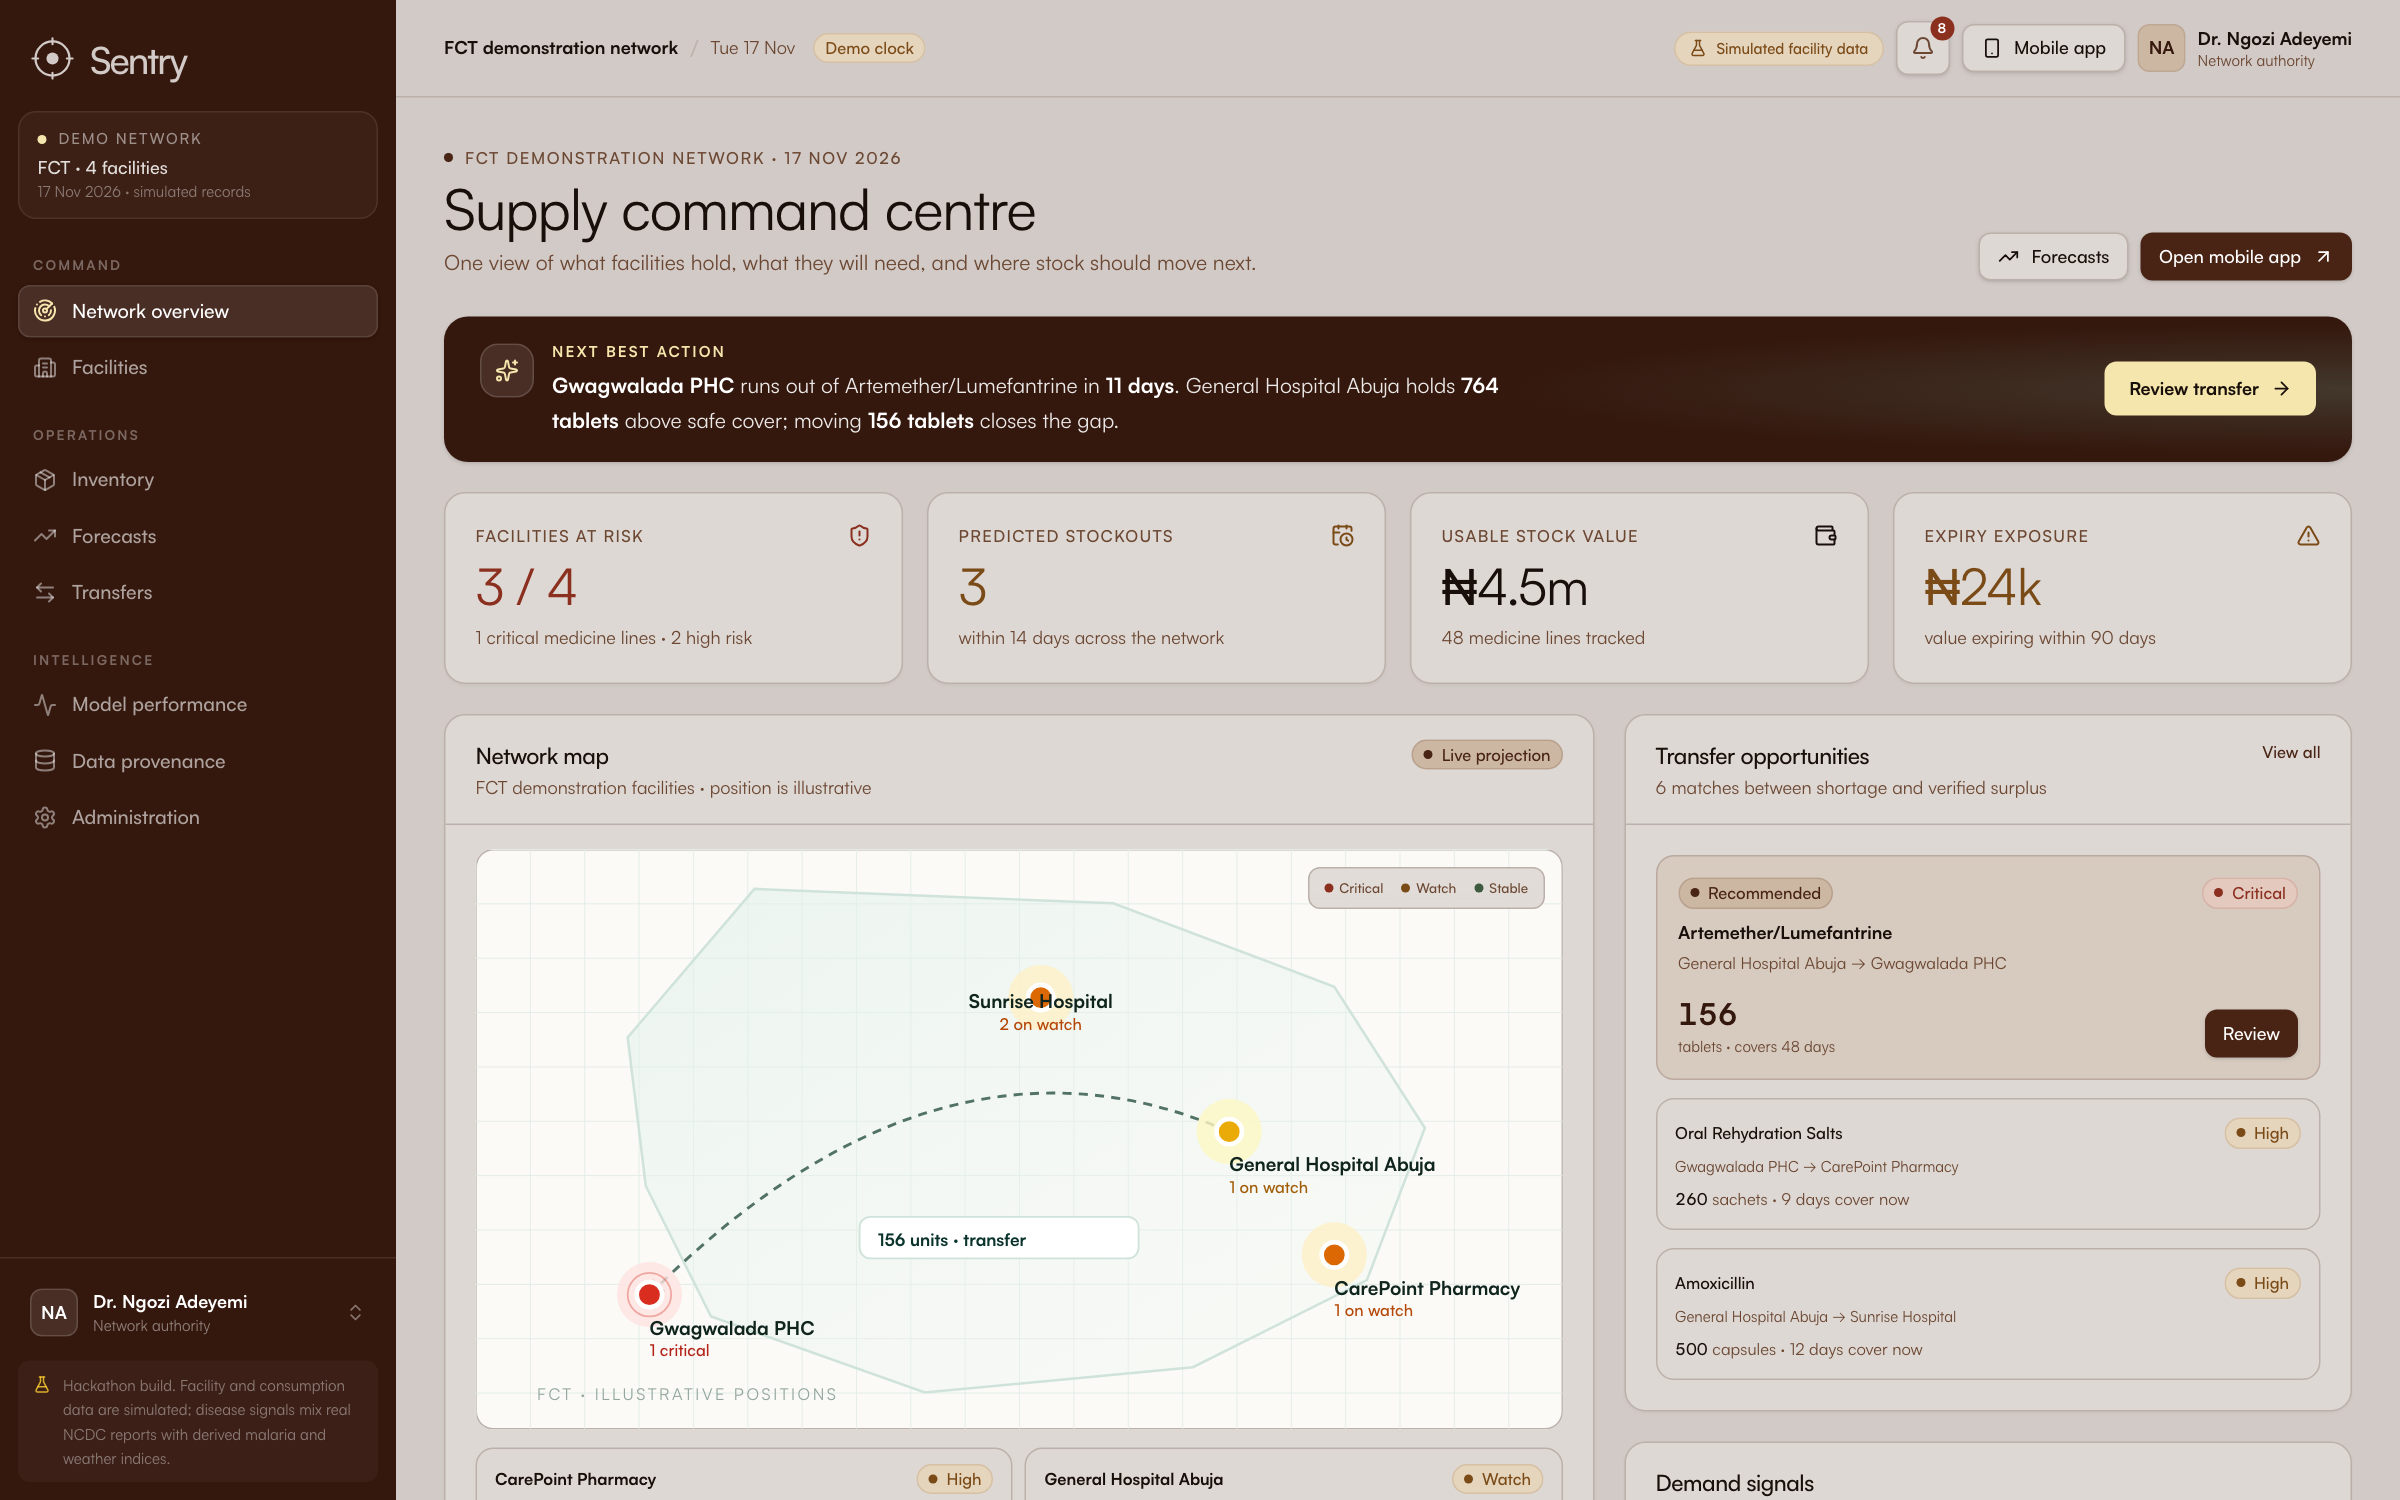 Sentry
DEMO NETWORK
FCT · 4 facilities
17 Nov 2026 · simulated records
COMMAND
Network overview
Facilities
OPERATIONS
Inventory
Forecasts
Transfers
INTELLIGENCE
Model performance
Data provenance
Administration
NA
Dr. Ngozi Adeyemi
Network authority
Hackathon build. Facility and consumption
data are simulated; disease signals mix real
NCDC reports with derived malaria and
weather indices.
FCT demonstration network / Tue 17 Nov Demo clock
Simulated facility data
8
Mobile app
NA
Dr. Ngozi Adeyemi
Network authority
FCT DEMONSTRATION NETWORK · 17 NOV 2026
Supply command centre
One view of what facilities hold, what they will need, and where stock should move next.
Forecasts
Open mobile app
NEXT BEST ACTION
Gwagwalada PHC runs out of Artemether/Lumefantrine in 11 days. General Hospital Abuja holds 764
tablets above safe cover; moving 156 tablets closes the gap.
Review transfer →
FACILITIES AT RISK
3 / 4
1 critical medicine lines · 2 high risk
PREDICTED STOCKOUTS
3
within 14 days across the network
USABLE STOCK VALUE
₦4.5m
48 medicine lines tracked
EXPIRY EXPOSURE
₦24k
value expiring within 90 days
Network map
FCT demonstration facilities · position is illustrative
Live projection
Critical Watch Stable
Sunrise Hospital
2 on watch
General Hospital Abuja
1 on watch
156 units · transfer
CarePoint Pharmacy
1 on watch
Gwagwalada PHC
1 critical
FCT · ILLUSTRATIVE POSITIONS
CarePoint Pharmacy
High
General Hospital Abuja
Watch
Transfer opportunities
View all
6 matches between shortage and verified surplus
Recommended
Critical
Artemether/Lumefantrine
General Hospital Abuja → Gwagwalada PHC
156
tablets · covers 48 days
Review
Oral Rehydration Salts
High
Gwagwalada PHC → CarePoint Pharmacy
260 sachets · 9 days cover now
Amoxicillin
High
General Hospital Abuja → Sunrise Hospital
500 capsules · 12 days cover now
Demand signals